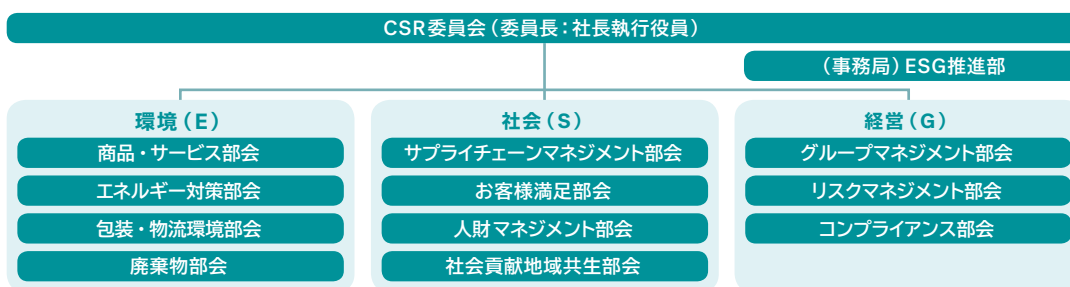 CSR委員会（委員長：社長執行役員）
（事務局）ESG推進部
環境（E）
商品・サービス部会
エネルギー対策部会
包装・物流環境部会
廃棄物部会
社会（S）
サプライチェーンマネジメント部会
お客様満足部会
人財マネジメント部会
社会貢献地域共生部会
経営（G）
グループマネジメント部会
リスクマネジメント部会
コンプライアンス部会